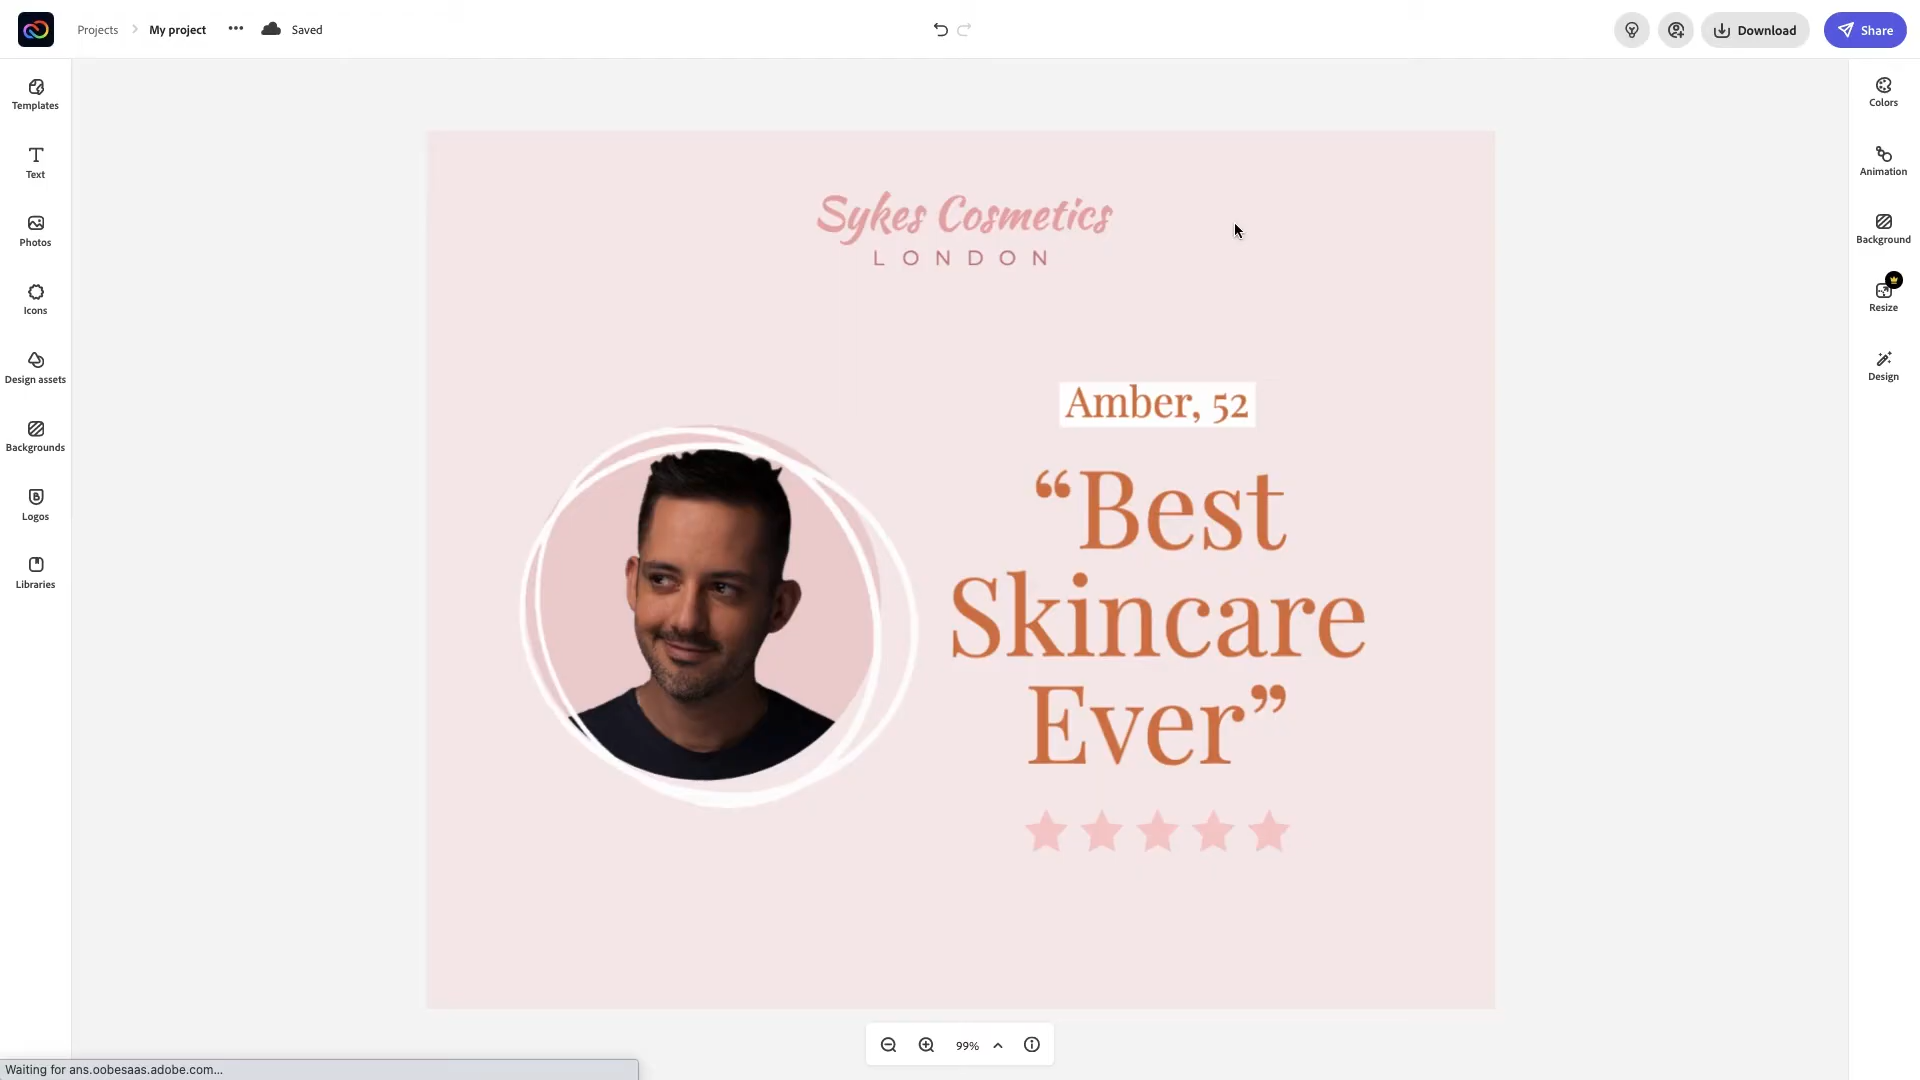 Projects
My project
Saved
Download
Share
Templates
Text
Photos
Icons
Design assets
Backgrounds
Logos
Libraries
Sykes Cosmetics
LONDON
Amber, 52
“Best
Skincare
Ever”
Colors
Animation
Background
Resize
Design
99%
Waiting for ans.oobesaas.adobe.com...